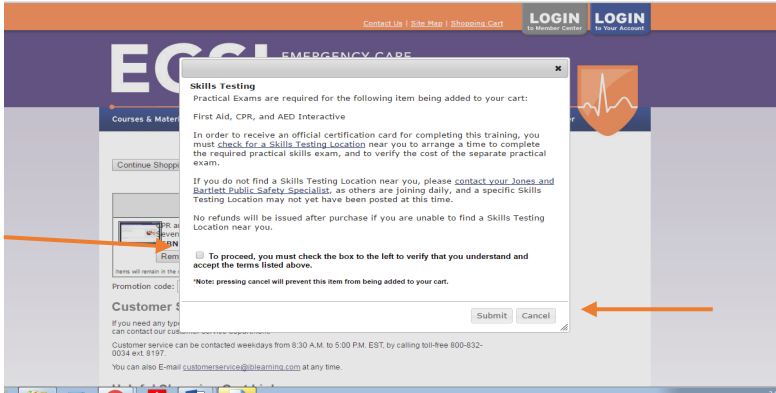 Contact Us | Site Map | Shopping Cart
LOGIN
to Member Center
LOGIN
to Your Account
EMERGENCY CARE
Courses & Materi
Continue Shoppi
Skills Testing
Practical Exams are required for the following item being added to your cart:
First Aid, CPR, and AED Interactive
In order to receive an official certification card for completing this training, you
must check for a Skills Testing Location near you to arrange a time to complete
the required practical skills exam, and to verify the cost of the separate practical
exam.
If you do not find a Skills Testing Location near you, please contact your Jones and
Bartlett Public Safety Specialist, as others are joining daily, and a specific Skills
Testing Location may not yet have been posted at this time.
No refunds will be issued after purchase if you are unable to find a Skills Testing
Location near you.
To proceed, you must check the box to the left to verify that you understand and
accept the terms listed above.
*Note: pressing cancel will prevent this item from being added to your cart.
Submit
Cancel
CPR a
Seven
Rem
Items will remain in the
Promotion code:
Customer
If you need any type
can contact our customer service department.
Customer service can be contacted weekdays from 8:30 A.M. to 5:00 P.M. EST, by calling toll-free 800-832-
0034 ext. 8197.
You can also E-mail customerservice@jblearning.com at any time.